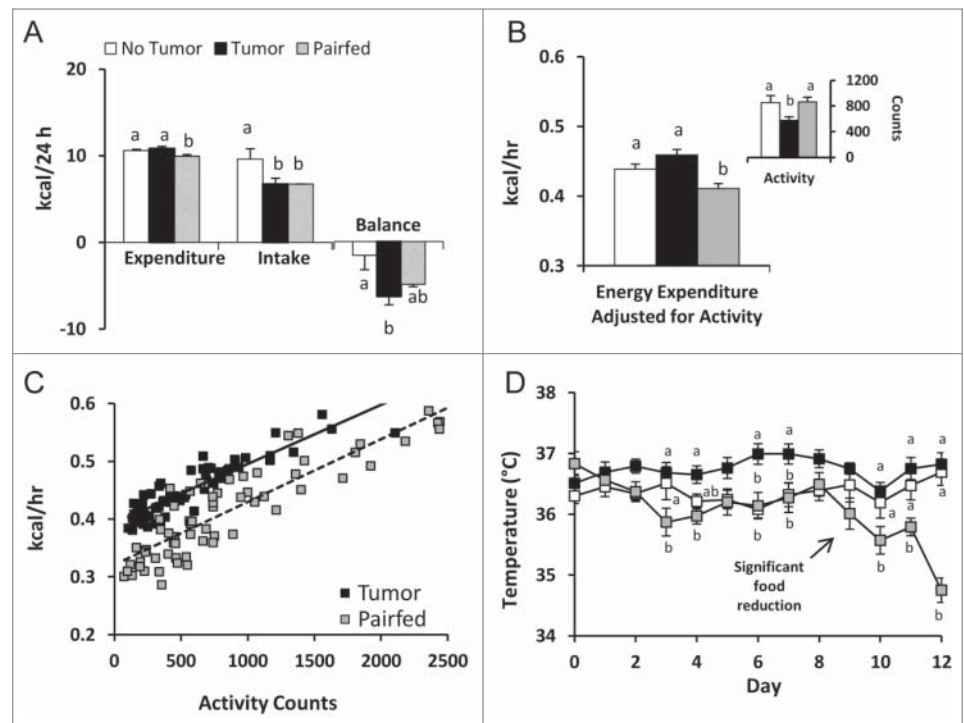 A
No Tumor Tumor Pairfed
20
10
0
-10
kcal/24 h
a a b
a b b
Balance
Expenditure Intake
a b ab
B
0.6
0.5
0.4
0.3
kcal/hr
a a b
Energy Expenditure
Adjusted for Activity
1200
800
400
0
Counts
a b a
Activity
C
0.6
0.5
0.4
0.3
0.2
kcal/hr
Tumor
Pairfed
0 500 1000 1500 2000 2500
Activity Counts
D
38
37
36
35
34
Temperature (°C)
a a a a a a a
a ab a a
b b b b b b b
Significant
food
reduction
0 2 4 6 8 10 12
Day